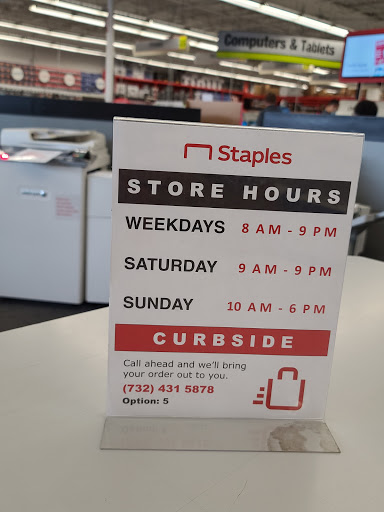 Computers & Tablets
Staples
STORE HOURS
WEEKDAYS 8 AM - 9 PM
SATURDAY 9 AM - 9 PM
SUNDAY 10 AM - 6 PM
CURBSIDE
Call ahead and we'll bring
your order out to you.
(732) 431 5878
Option: 5